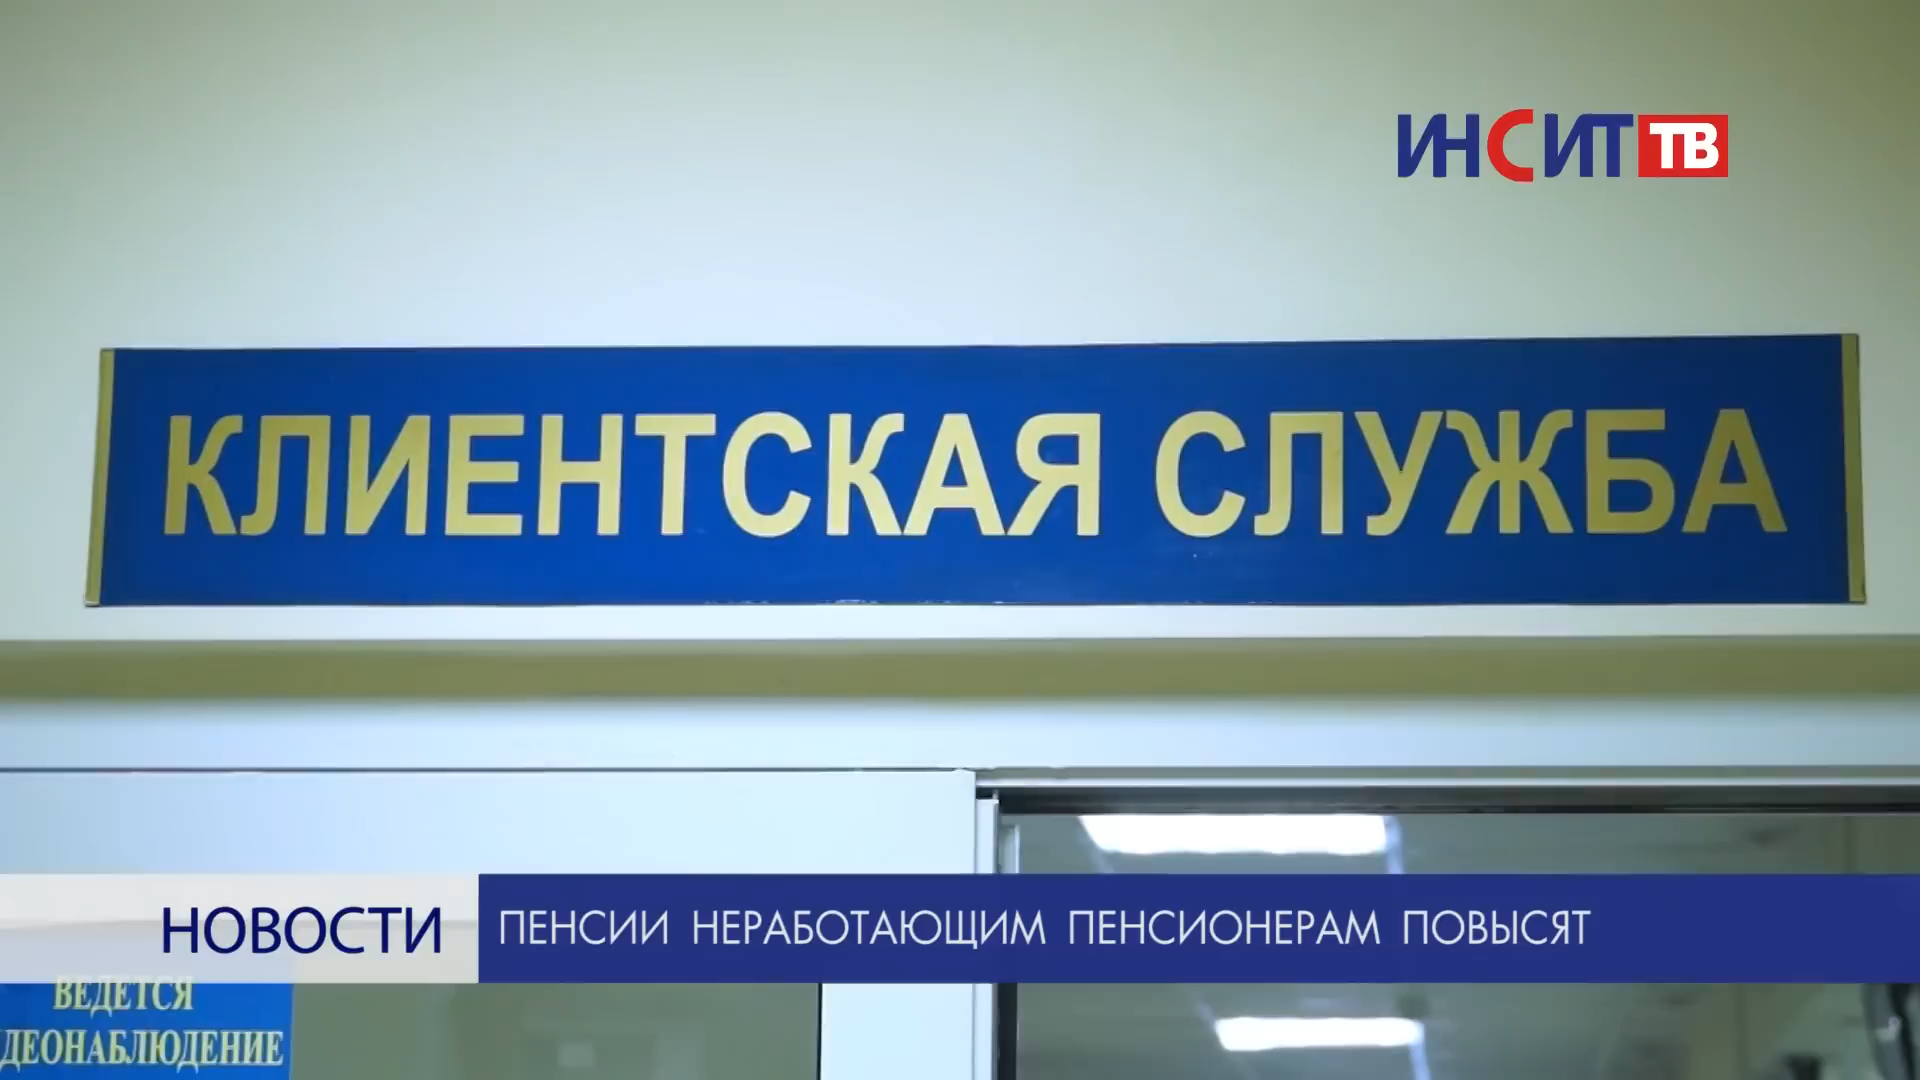 ИНСИТ ТВ
КЛИЕНТСКАЯ СЛУЖБА
НОВОСТИ
ПЕНСИИ НЕРАБОТАЮЩИМ ПЕНСИОНЕРАМ ПОВЫСЯТ
ВЕДЕТСЯ
ДЕОНАБЛЮДЕНИЕ